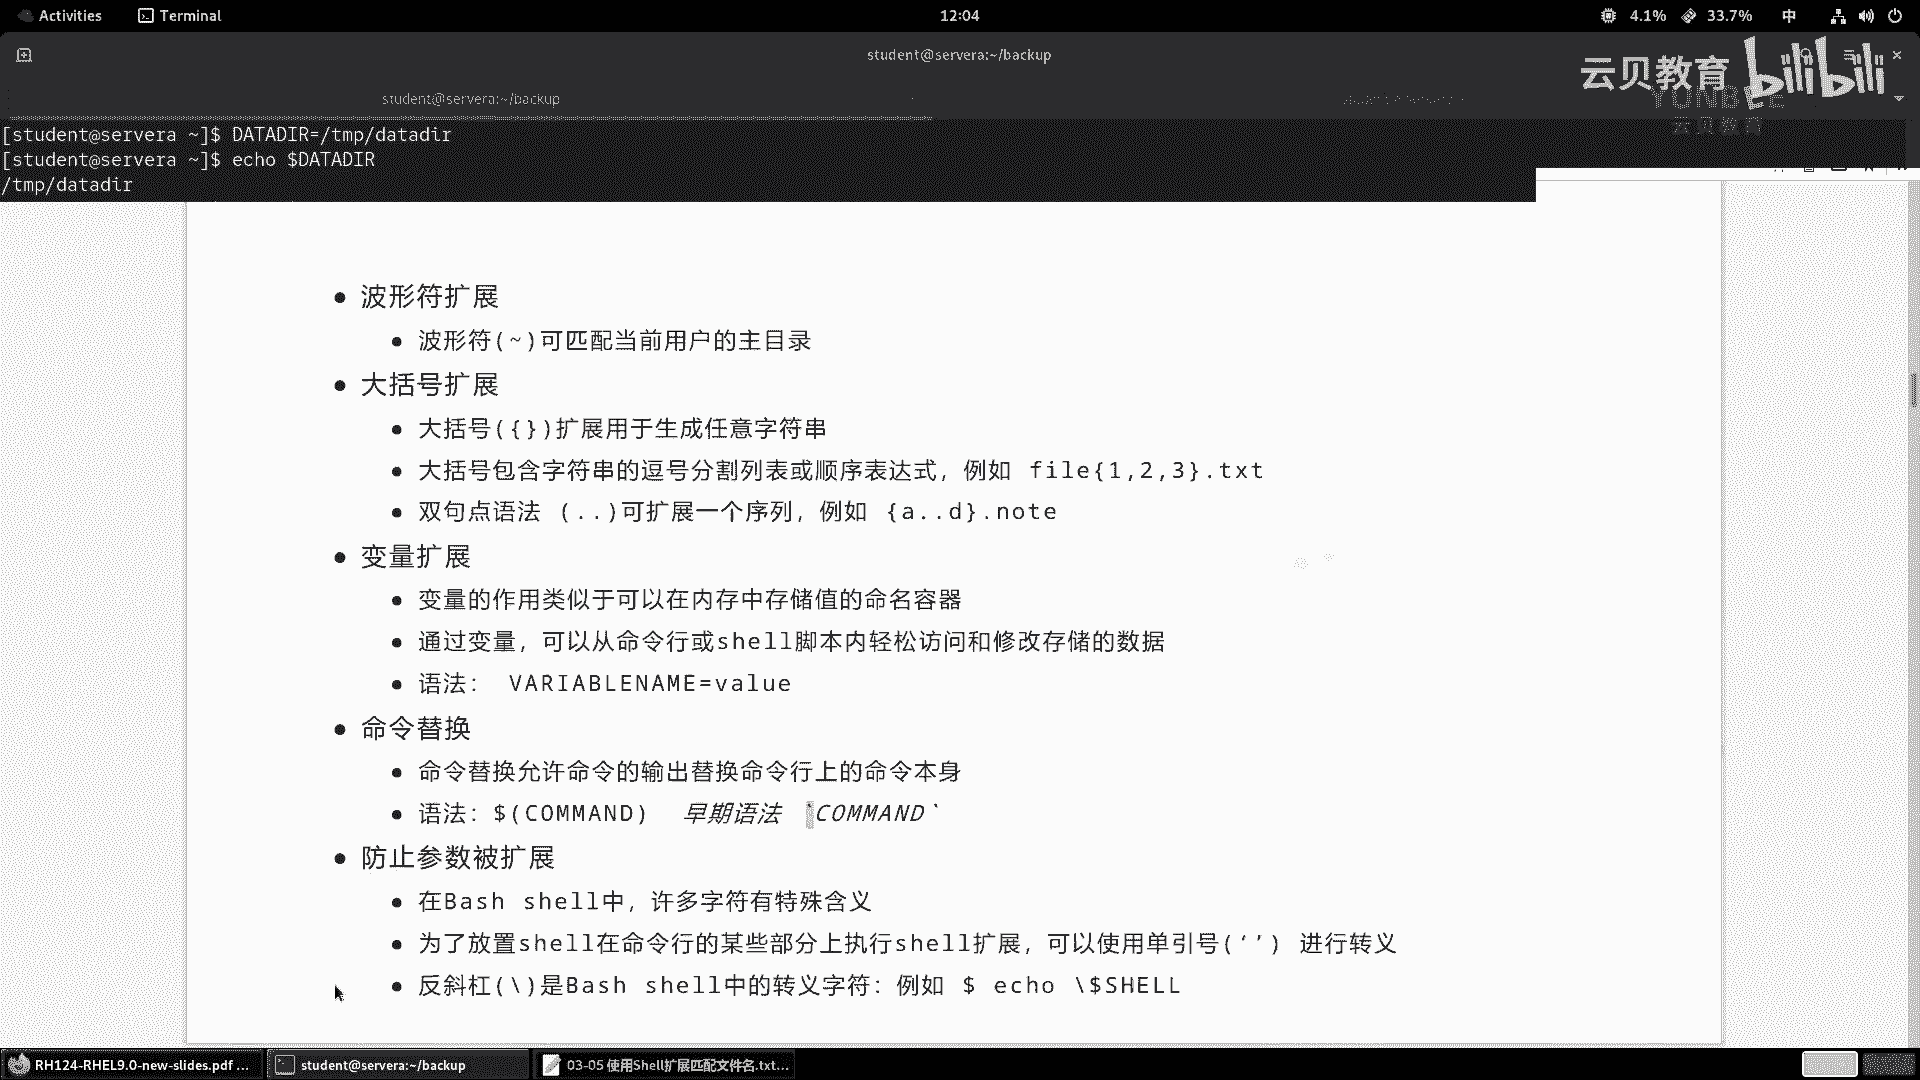 Activities Terminal 12:04 4.1% 33.7% 中
student@servera:~/backup
云贝教育 bilibili
student@servera:~/backup
云贝教育
[student@servera ~]$ DATADIR=/tmp/datadir
[student@servera ~]$ echo $DATADIR
/tmp/datadir
● 波形符扩展
● 波形符(~)可匹配当前用户的主目录
● 大括号扩展
● 大括号({})扩展用于生成任意字符串
● 大括号包含字符串的逗号分割列表或顺序表达式，例如 file{1,2,3}.txt
● 双句点语法 (..)可扩展一个序列，例如 {a..d}.note
● 变量扩展
● 变量的作用类似于可以在内存中存储值的命名容器
● 通过变量，可以从命令行或shell脚本内轻松访问和修改存储的数据
● 语法： VARIABLENAME=value
● 命令替换
● 命令替换允许命令的输出替换命令行上的命令本身
● 语法：$(COMMAND) 早期语法 `COMMAND`
● 防止参数被扩展
● 在Bash shell中，许多字符有特殊含义
● 为了放置shell在命令行的某些部分上执行shell扩展，可以使用单引号(‘’) 进行转义
● 反斜杠(\)是Bash shell中的转义字符：例如 $ echo \$SHELL
RH124-RHEL9.0-new-slides.pdf ... student@servera:~/backup 03-05 使用Shell扩展匹配文件名.txt...